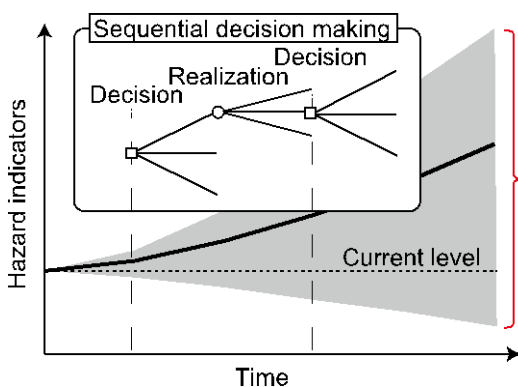 Sequential decision making
Decision
Realization
Decision
Hazard indicators
Current level
Time